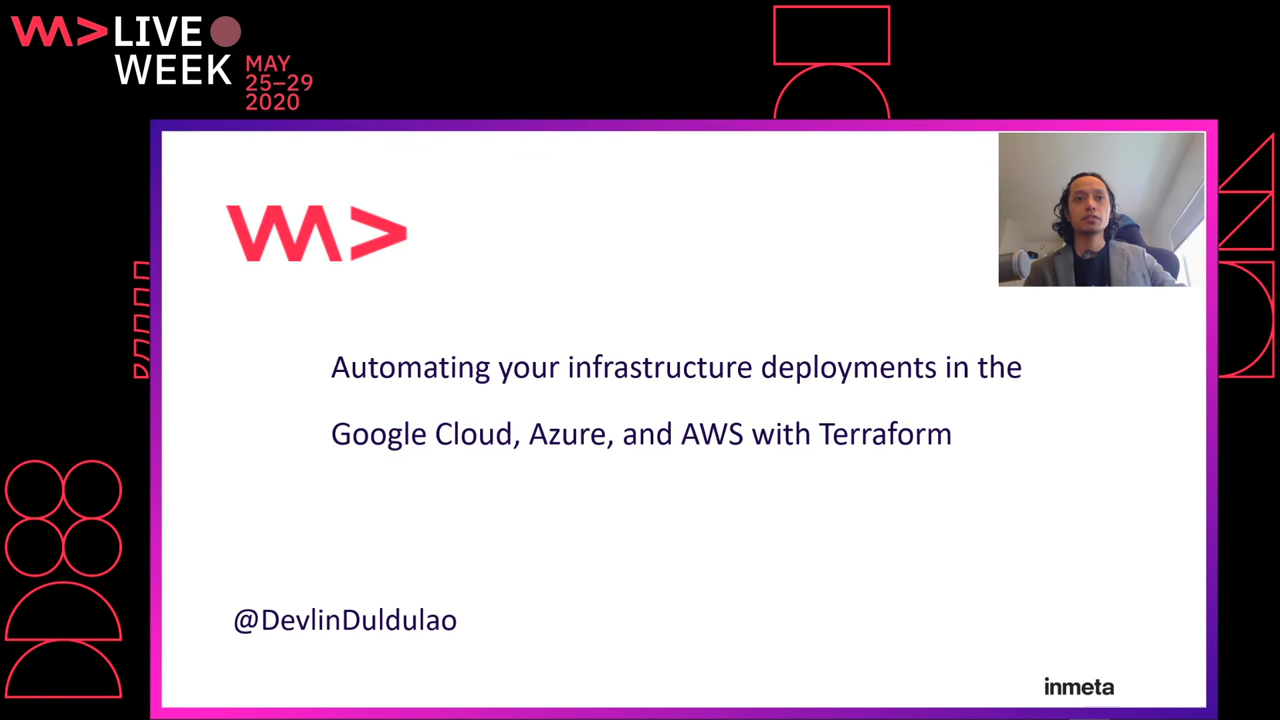 LIVE
WEEK
MAY
25–29
2020
Automating your infrastructure deployments in the
Google Cloud, Azure, and AWS with Terraform
@DevlinDuldulao
inmeta